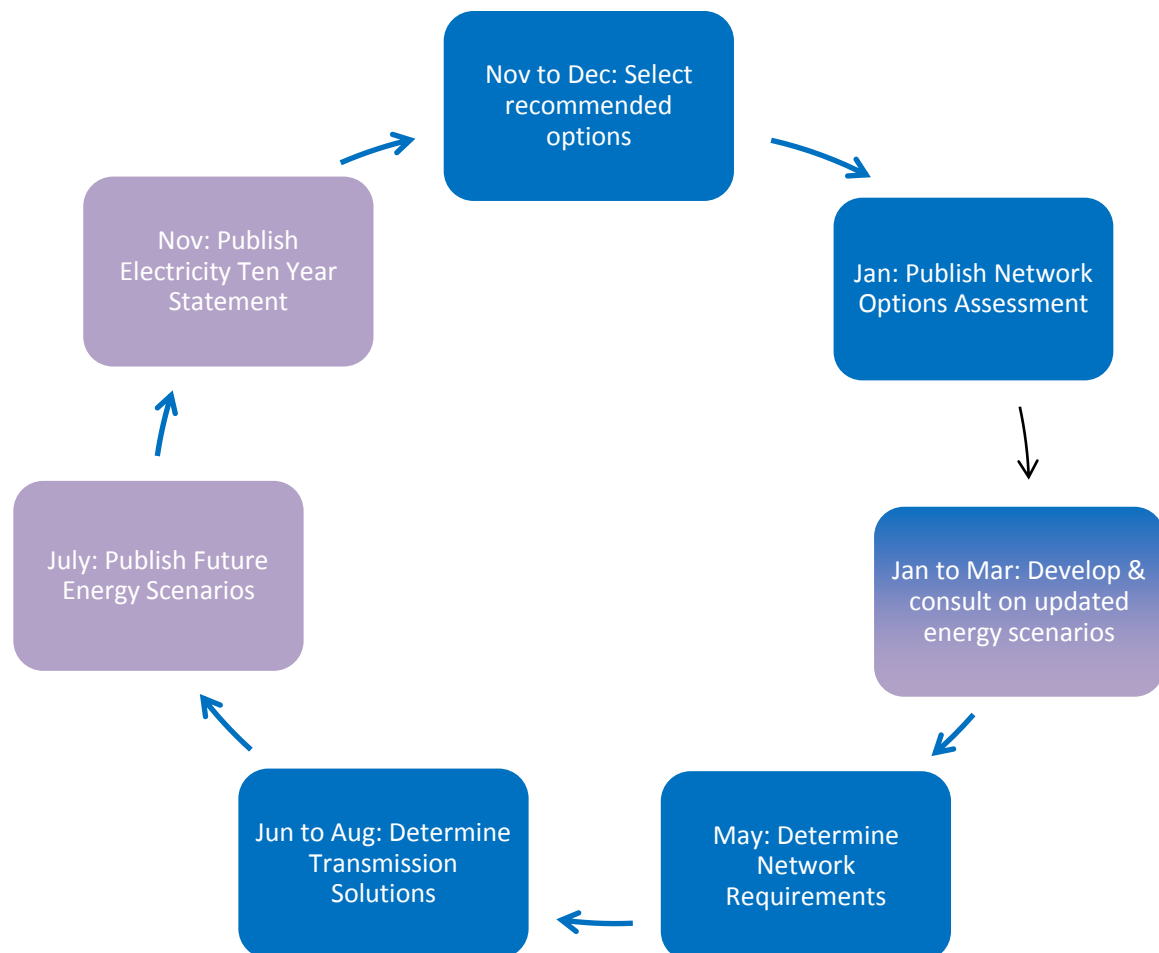 Nov to Dec: Select
recommended
options
Jan: Publish Network
Options Assessment
Jan to Mar: Develop &
consult on updated
energy scenarios
May: Determine
Network
Requirements
Jun to Aug: Determine
Transmission
Solutions
July: Publish Future
Energy Scenarios
Nov: Publish
Electricity Ten Year
Statement